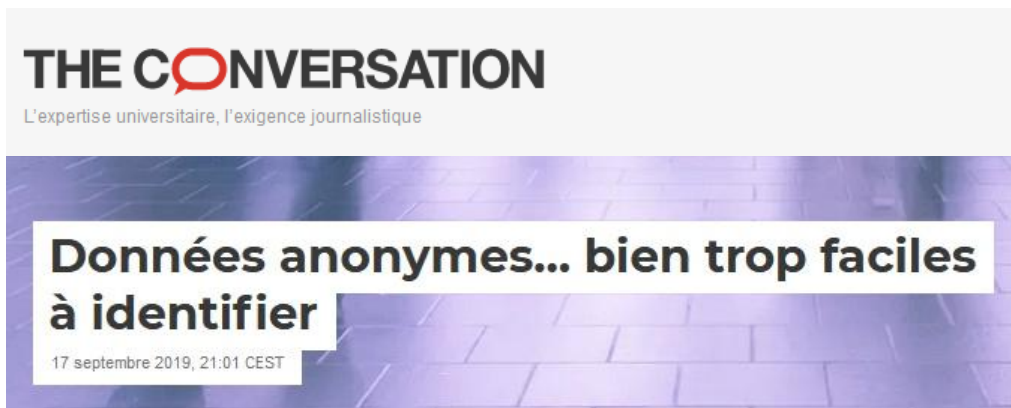 THE CONVERSATION
L'expertise universitaire, l'exigence journalistique
Données anonymes... bien trop faciles
à identifier
17 septembre 2019, 21:01 CEST